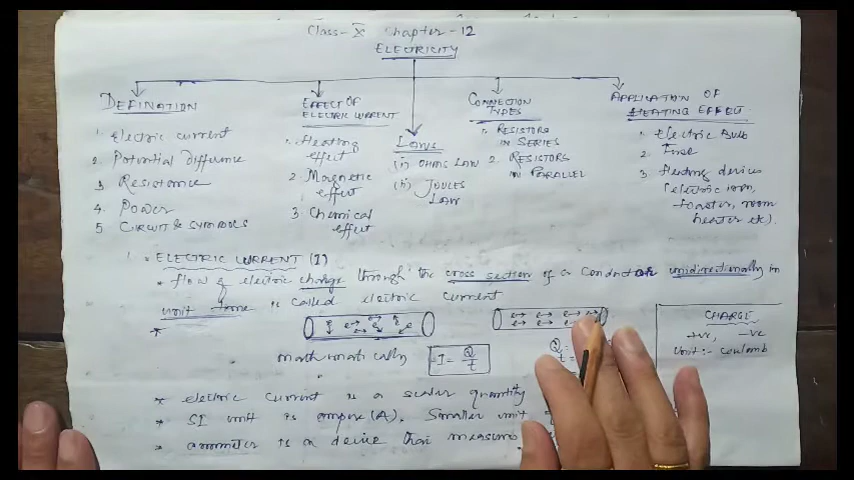 Class-X Chapter-12
ELECTRICITY
DEFINATION
1. Electric current
2. Potential diffirence
3 Resistance
4. Power
5 CIRCUIT & SYMBOLS
EFFECT OF
ELECTRIC CURRENT
1. Heating
effect
2 Magnetic
effect
3 Chemical
effect
Laws
(i) OHMS LAW
(ii) JOULES
LAW
CONNECTION
TYPES
1. RESISTORS
IN SERIES
2 RESISTORS
IN PARALLEL
APPLICATION OF
HEATING EFFECT
1. Electric Bulb
2 Fuse
3 Heating devices
(electric iron,
toaster, room
heater etc).
* ELECTRIC CURRENT (I)
* flow of electric charge through the cross section of a conductor unidirectionally in
unit time is called electric current
mathematically I = Q/t
Q =
t =
CHARGE
+ve, -ve
Unit:- coulomb
* electric current is a scalar quantity
* SI unit is ampere (A). Smaller unit
* ammeter is a device that measures